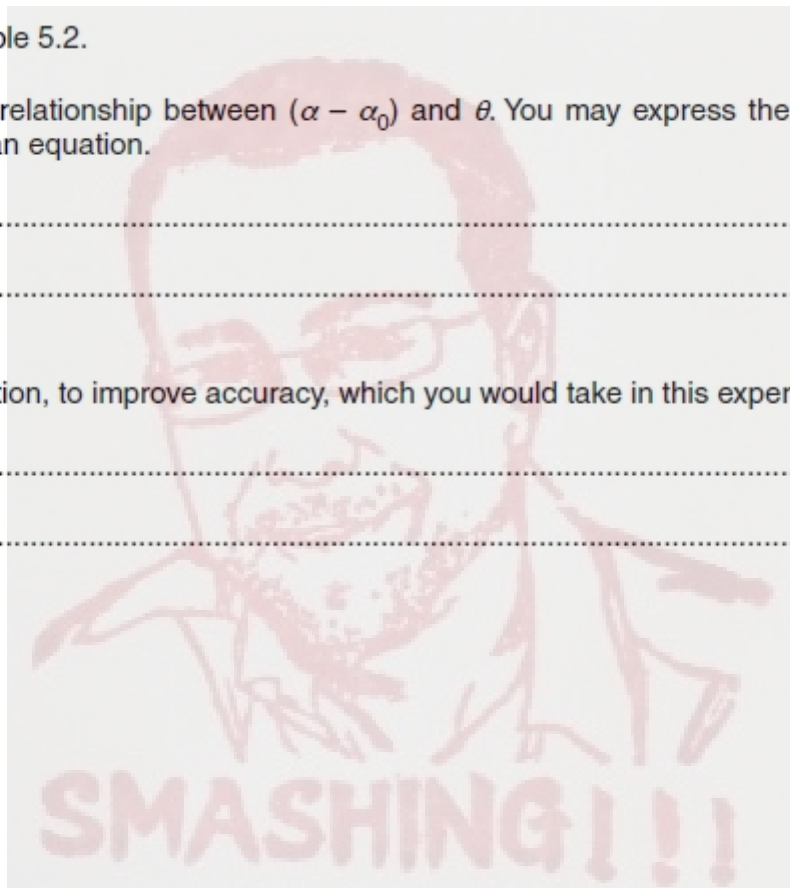 ble 5.2.
relationship between (α – α₀) and θ. You may express the
an equation.
tion, to improve accuracy, which you would take in this exper
SMASHING!!!